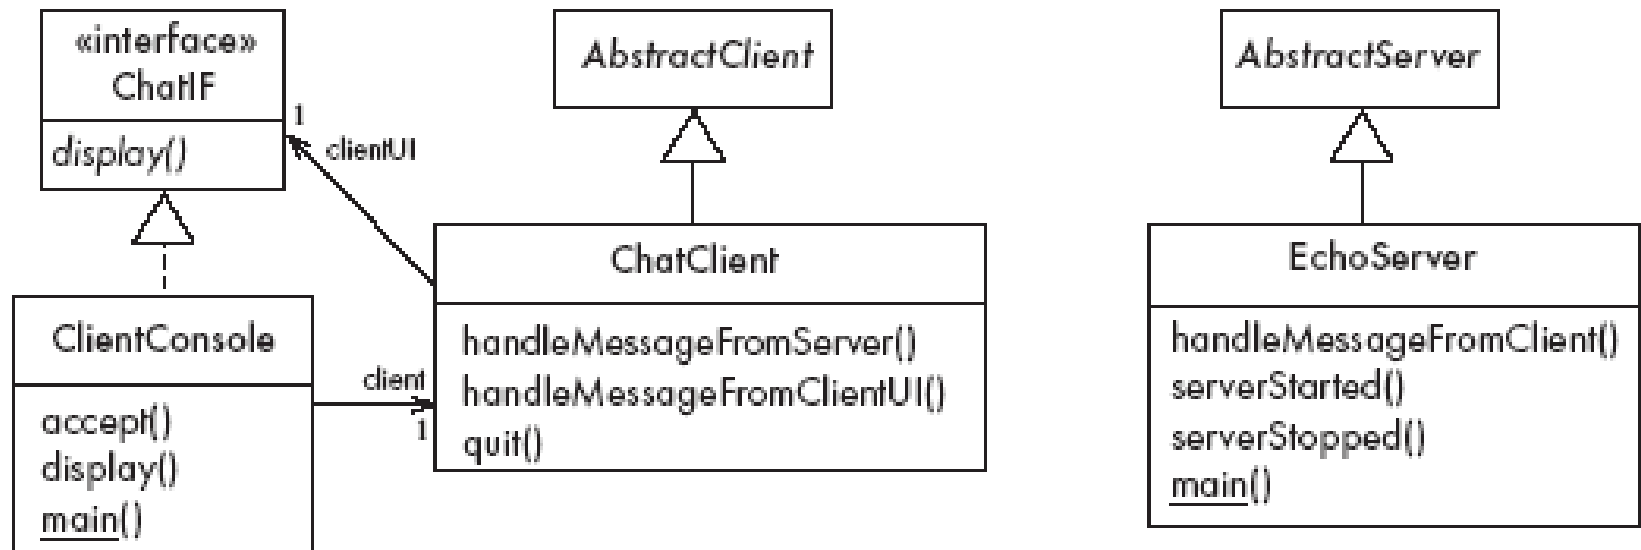 «interface»
ChatIF
display()
1
clientUI
AbstractClient
AbstractServer
ClientConsole
accept()
display()
main()
client
1
ChatClient
handleMessageFromServer()
handleMessageFromClientUI()
quit()
EchoServer
handleMessageFromClient()
serverStarted()
serverStopped()
main()